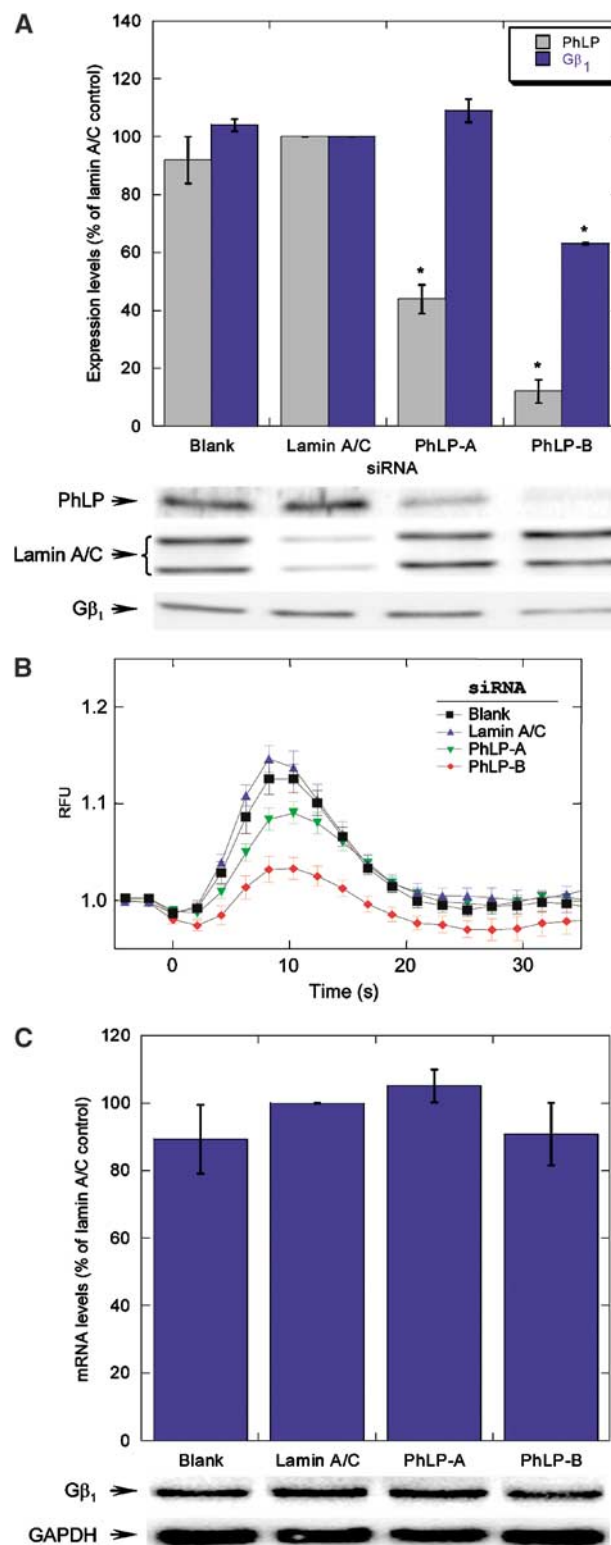 A
PhLP
Gβ1
Expression levels (% of lamin A/C control)
140
120
100
80
60
40
20
0
*
*
*
Blank Lamin A/C PhLP-A PhLP-B
siRNA
PhLP
Lamin A/C
Gβ1
B
RFU
1.2
1.1
1.0
siRNA
Blank
Lamin A/C
PhLP-A
PhLP-B
0 10 20 30
Time (s)
C
mRNA levels (% of lamin A/C control)
120
100
80
60
40
20
0
Blank Lamin A/C PhLP-A PhLP-B
Gβ1
GAPDH